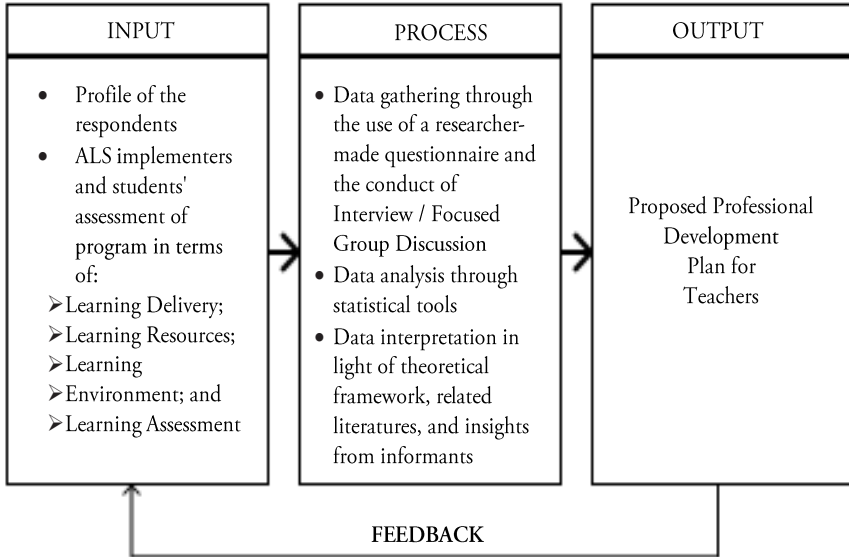 INPUT
• Profile of the
respondents
• ALS implementers
and students'
assessment of
program in terms
of:
➢Learning Delivery;
➢Learning Resources;
➢Learning
➢Environment; and
➢Learning Assessment
PROCESS
• Data gathering through
the use of a researcher-
made questionnaire and
the conduct of
Interview / Focused
Group Discussion
• Data analysis through
statistical tools
• Data interpretation in
light of theoretical
framework, related
literatures, and insights
from informants
OUTPUT
Proposed Professional
Development
Plan for
Teachers
FEEDBACK